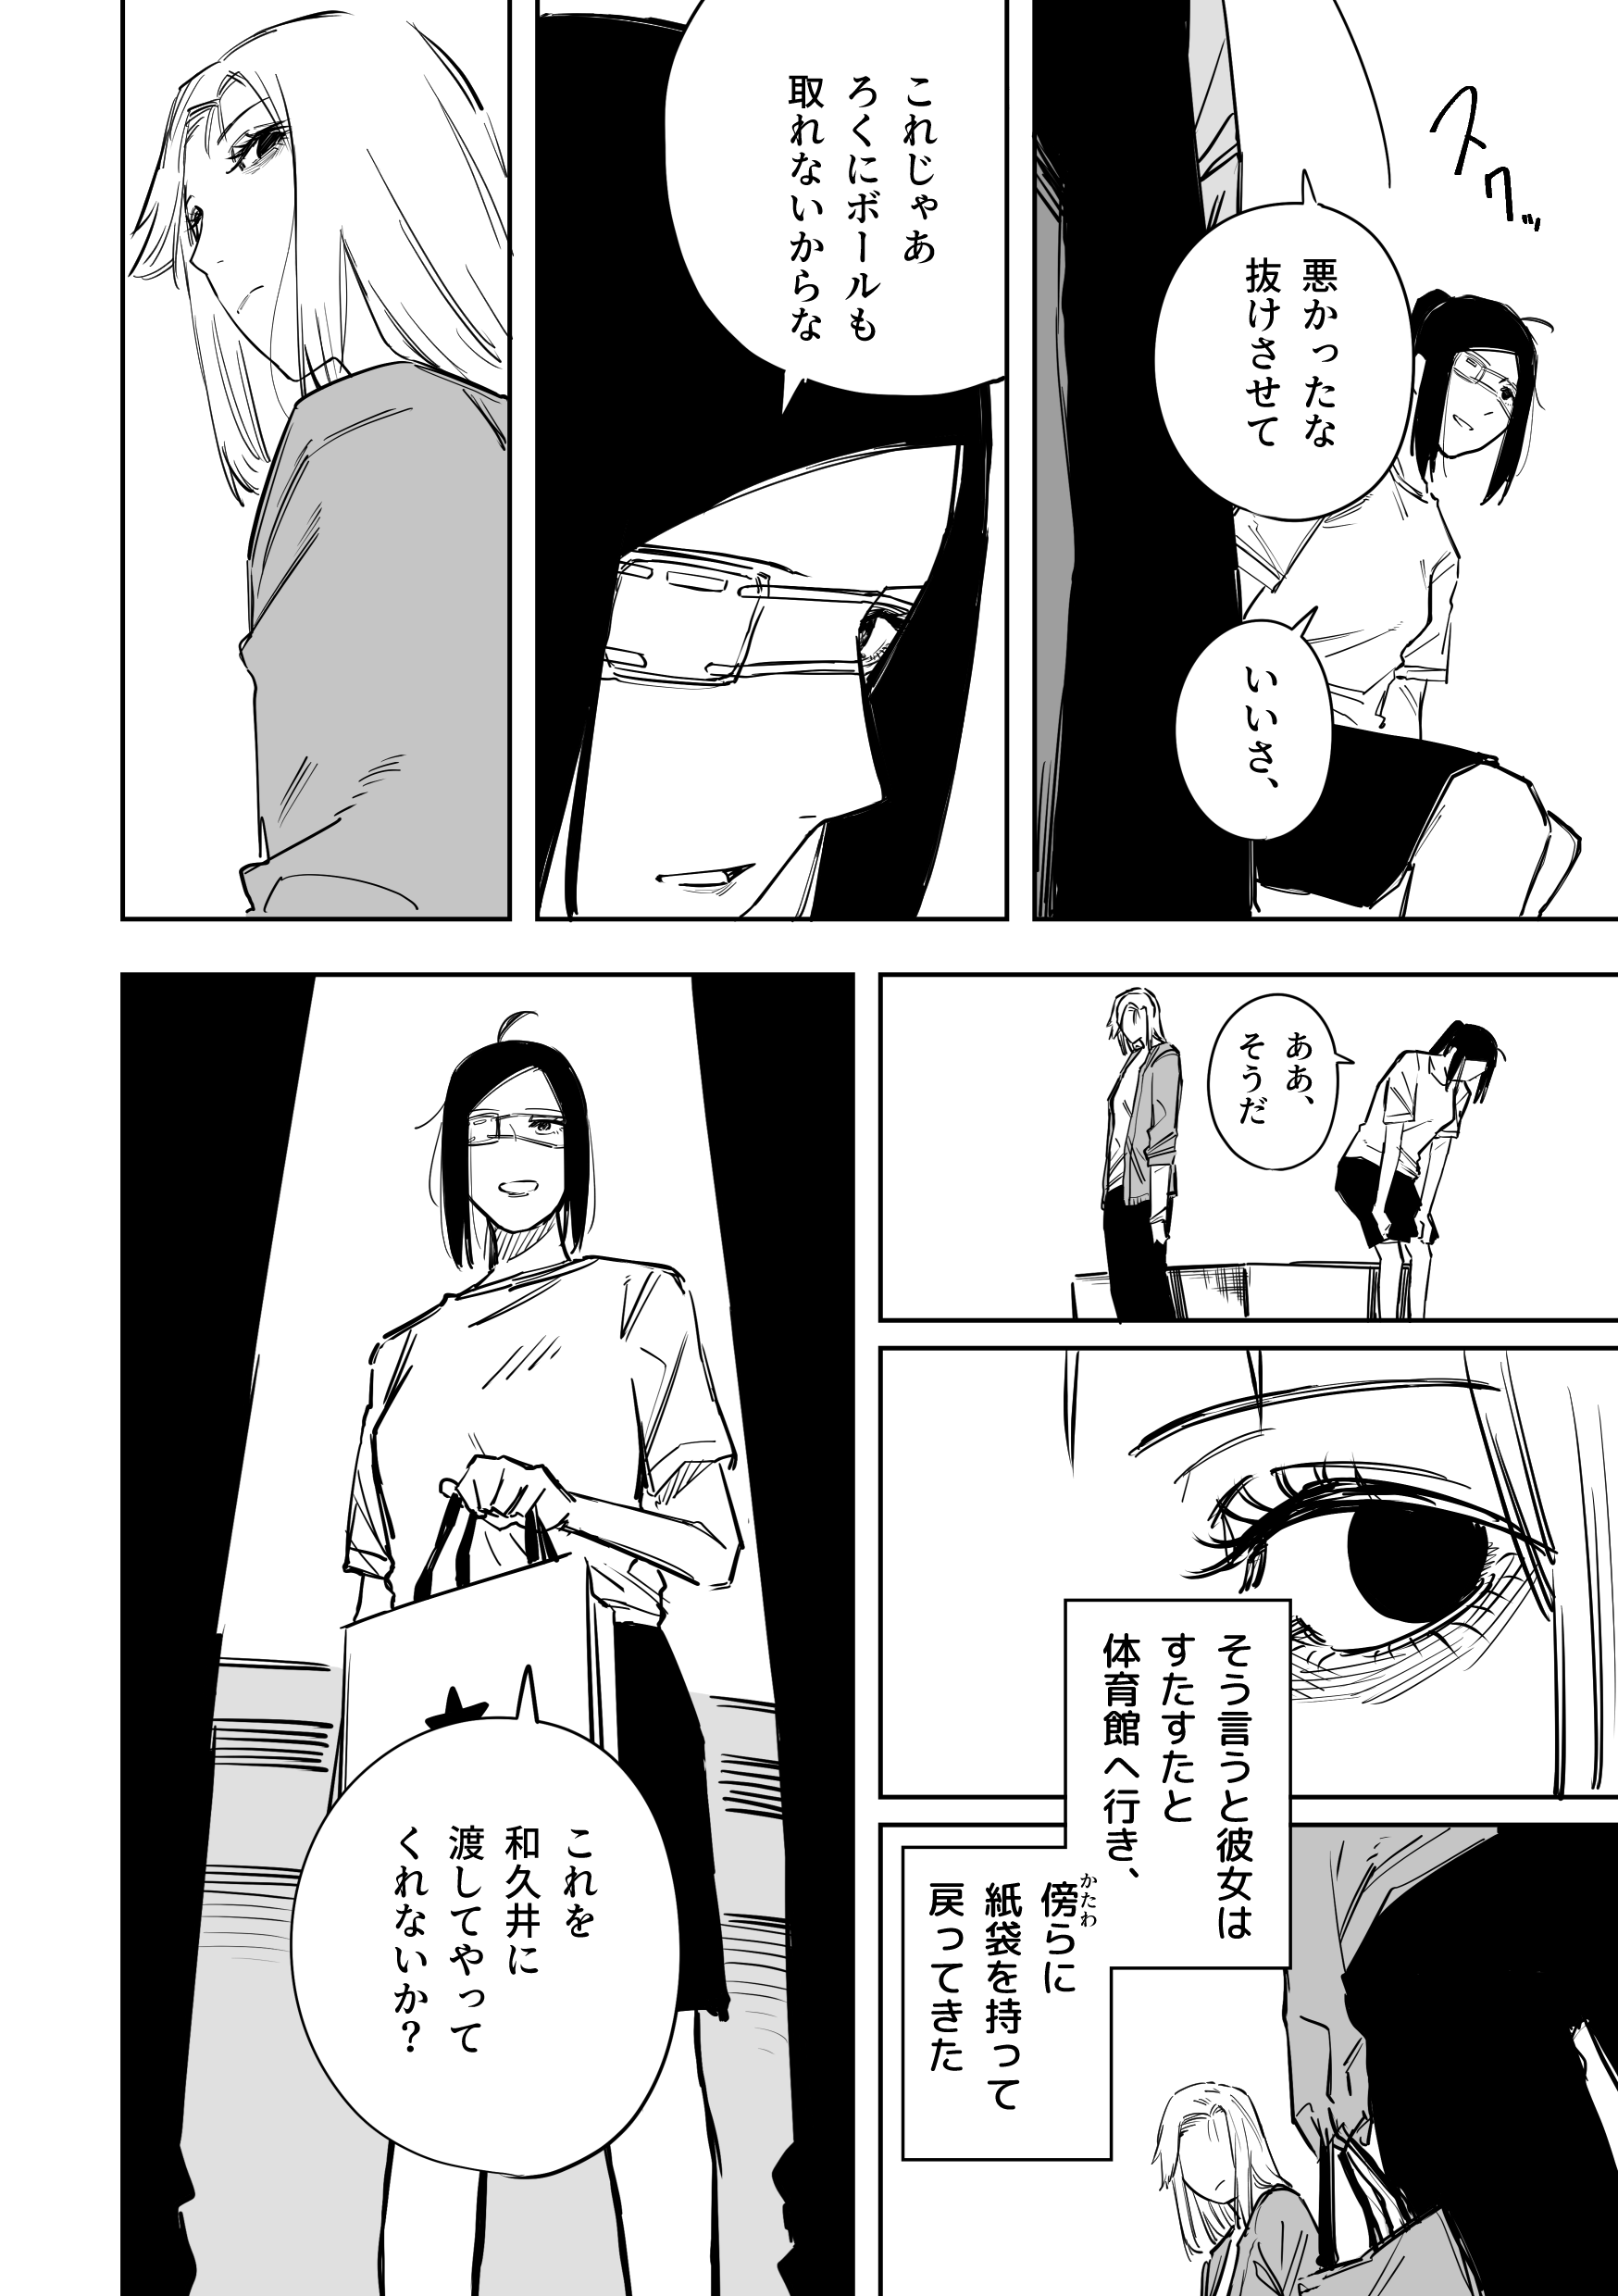 スクッ
悪かったな
抜けさせて
いいさ、
これじゃあ
ろくにボールも
取れないからな
ああ、
そうだ
そう言うと彼女は
すたすたと
体育館へ行き、
傍らに
かたわ
紙袋を持って
戻ってきた
これを
和久井に
渡してやって
くれないか?